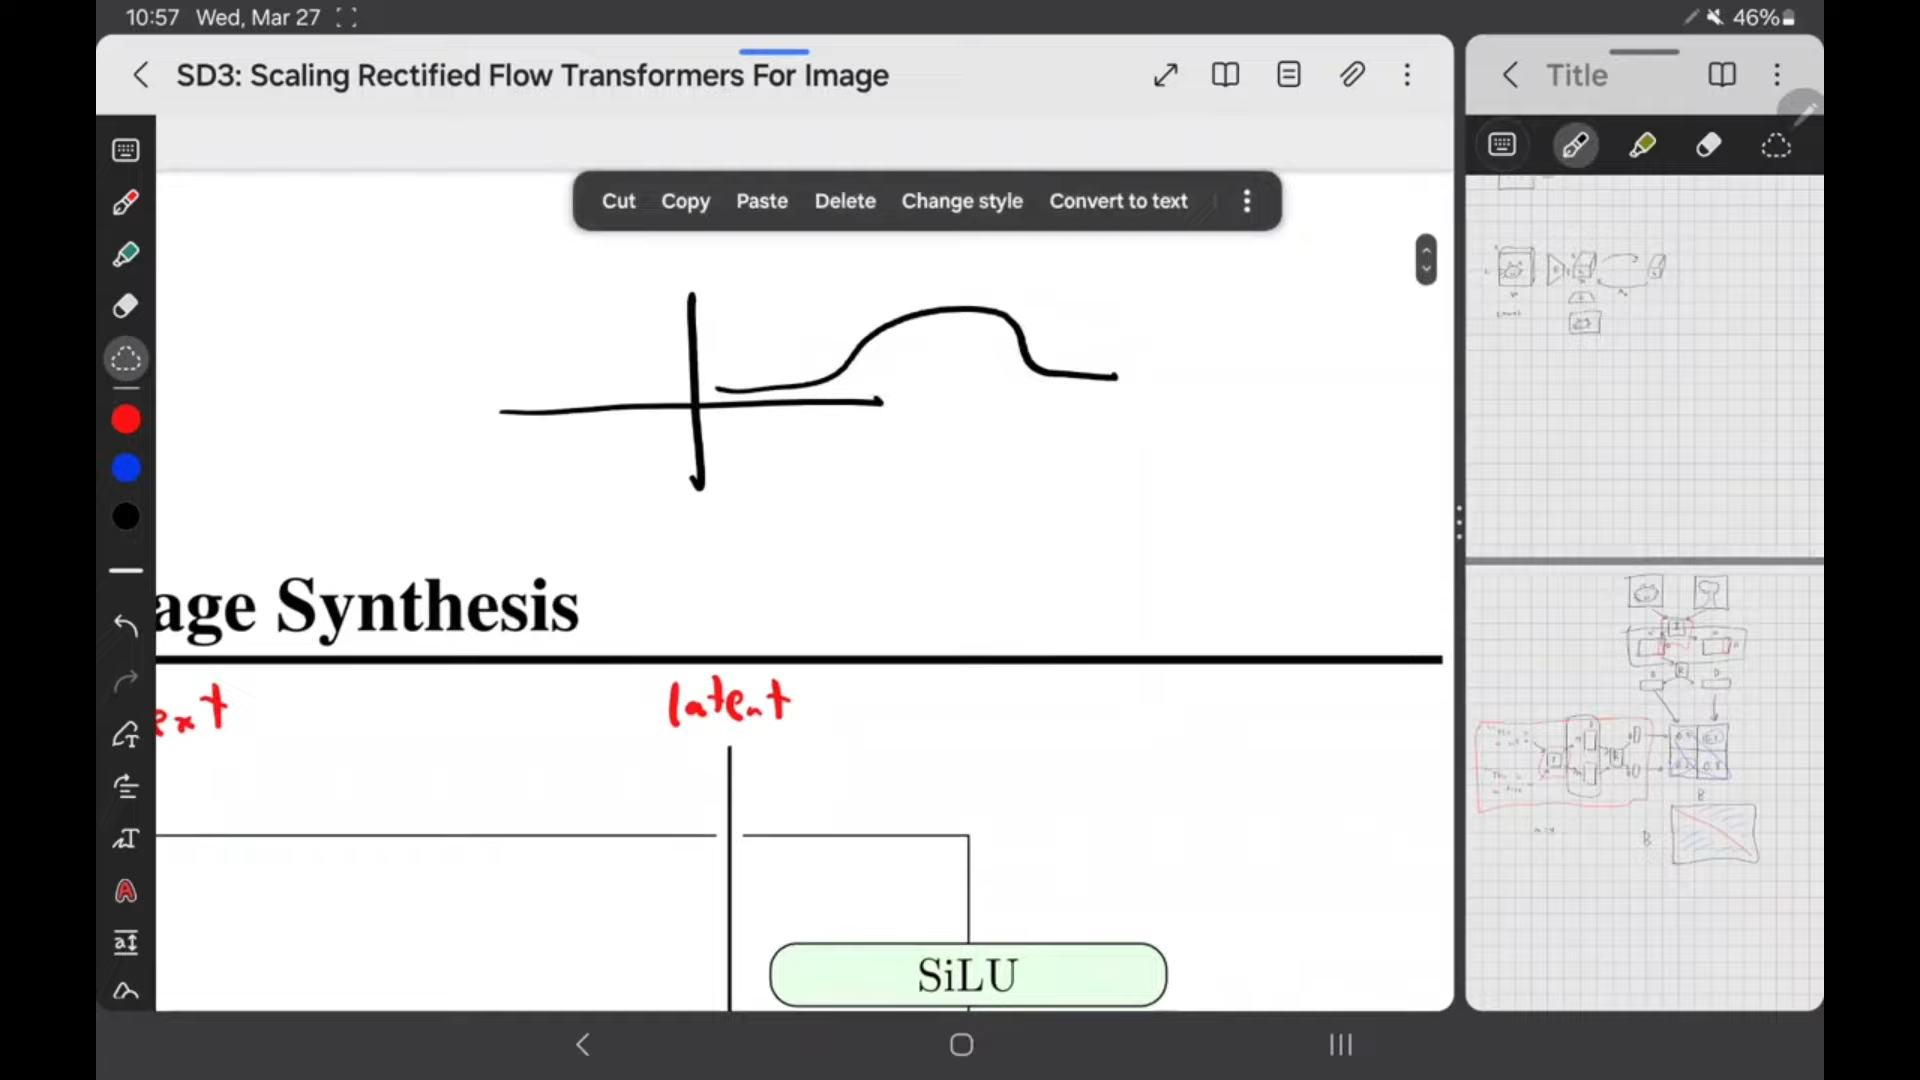 10:57 Wed, Mar 27 46%
SD3: Scaling Rectified Flow Transformers For Image
Title
Cut Copy Paste Delete Change style Convert to text
age Synthesis
ext
latent
SiLU
B
B